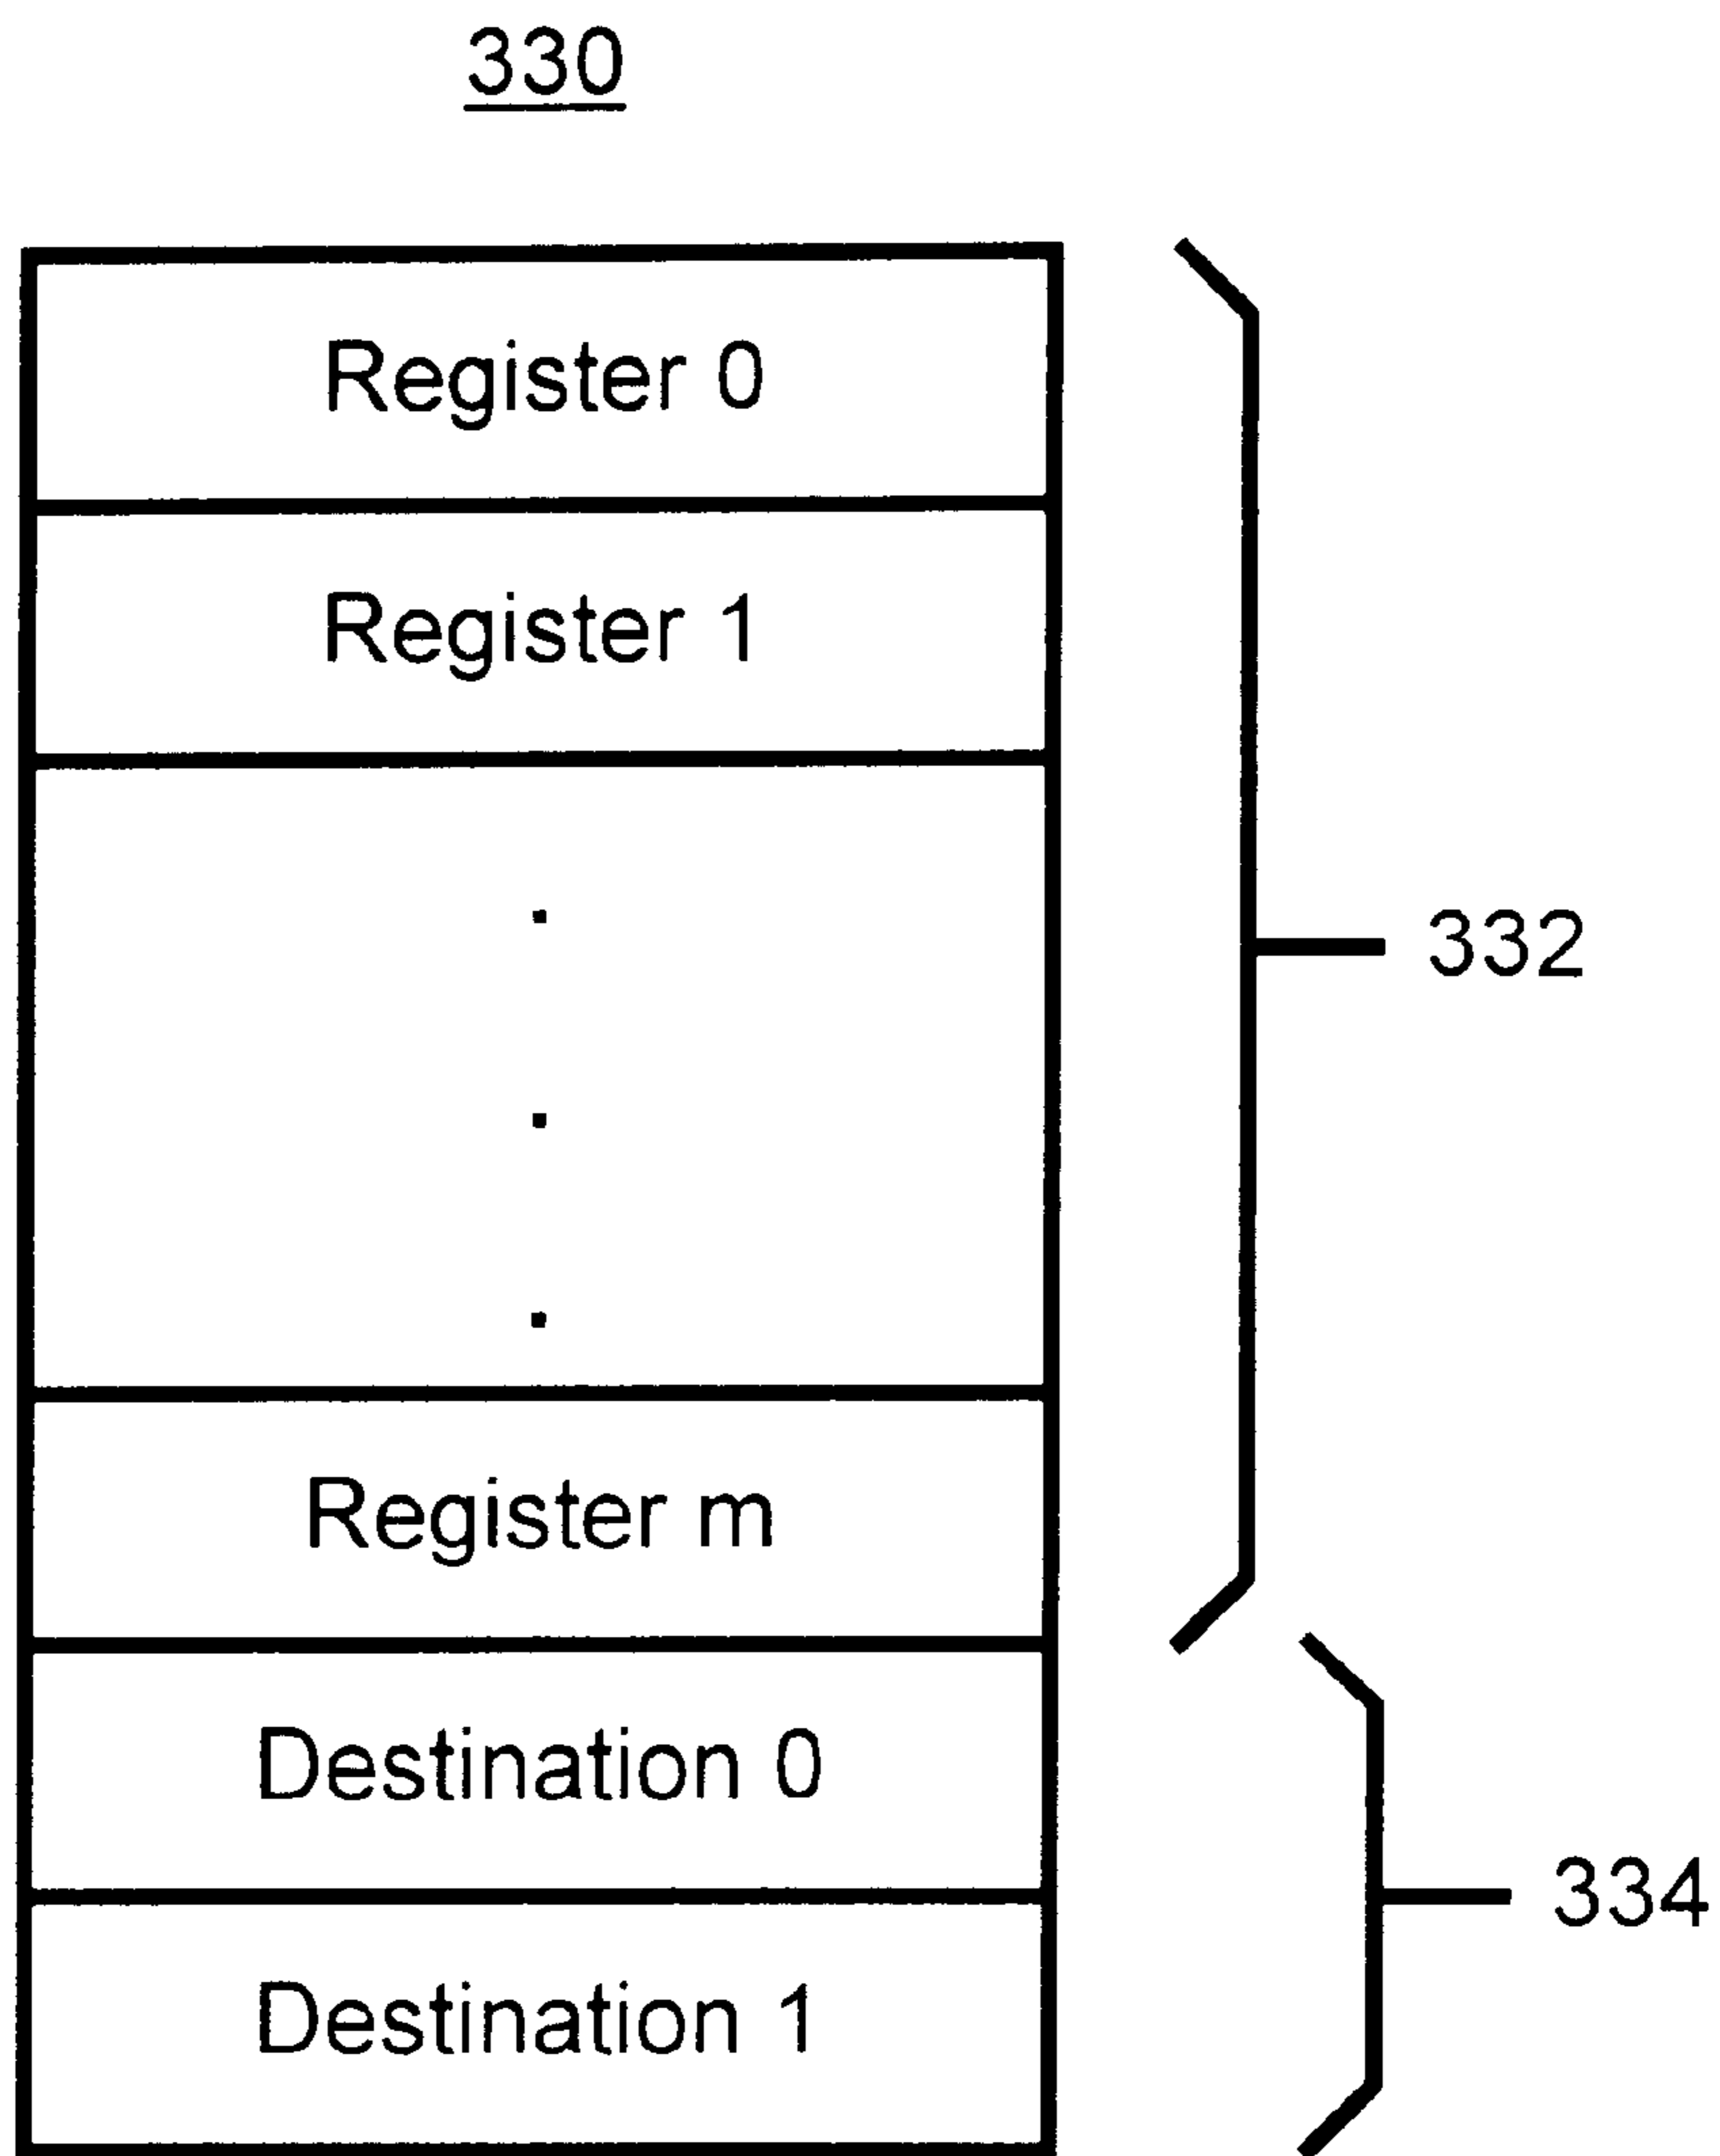 330
Register 0
Register 1
.
.
.
332
Register m
Destination 0
334
Destination 1